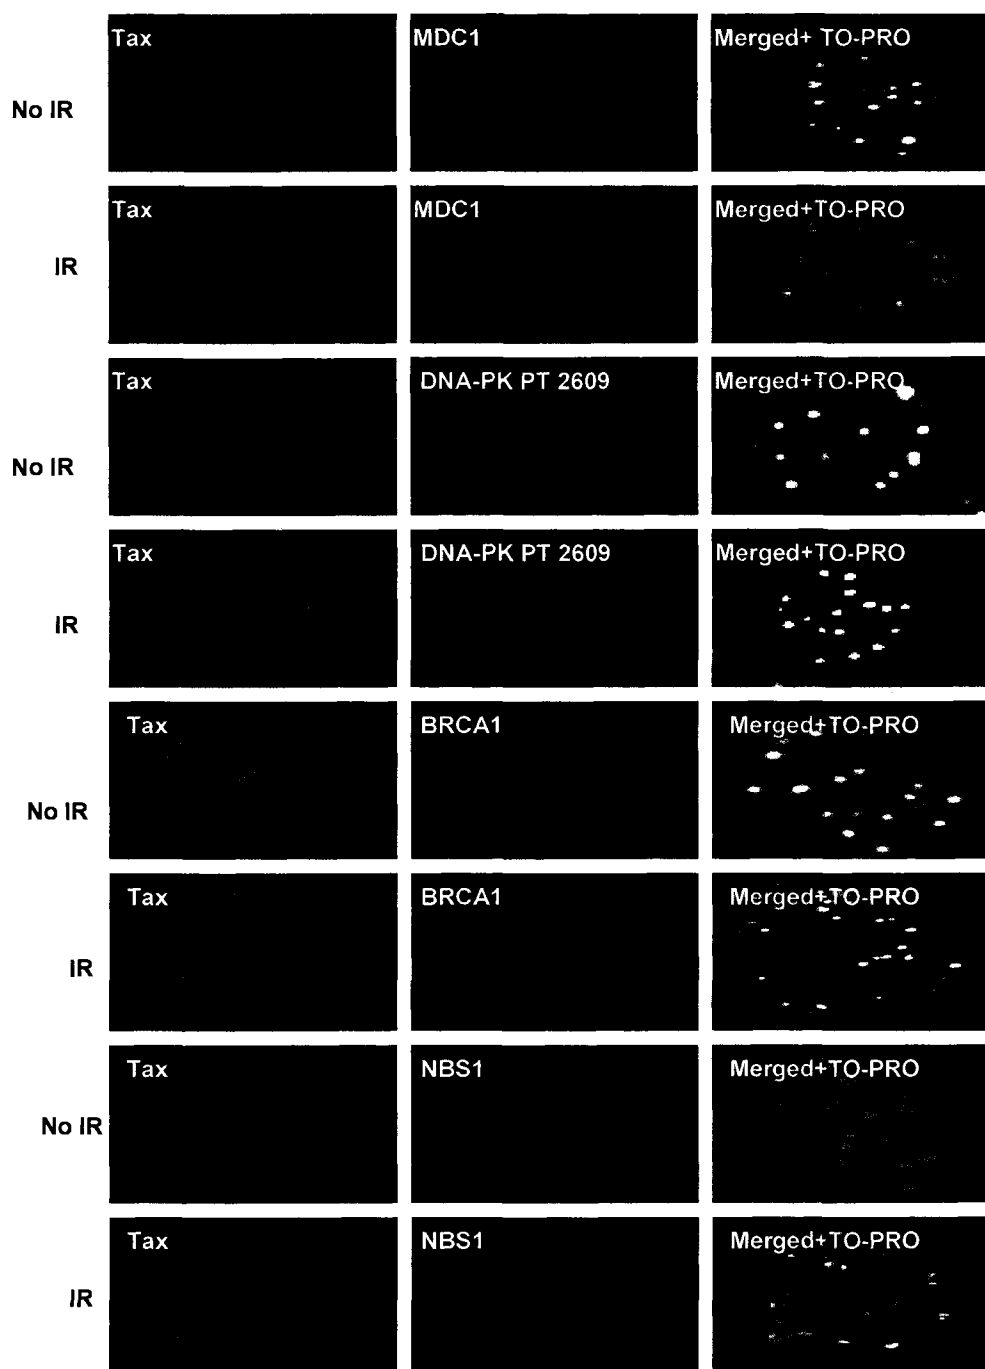 Tax MDC1 Merged+ TO-PRO
No IR
Tax MDC1 Merged+TO-PRO
IR
Tax DNA-PK PT 2609 Merged+TO-PRO
No IR
Tax DNA-PK PT 2609 Merged+TO-PRO
IR
Tax BRCA1 Merged+TO-PRO
No IR
Tax BRCA1 Merged+TO-PRO
IR
Tax NBS1 Merged+TO-PRO
No IR
Tax NBS1 Merged+TO-PRO
IR